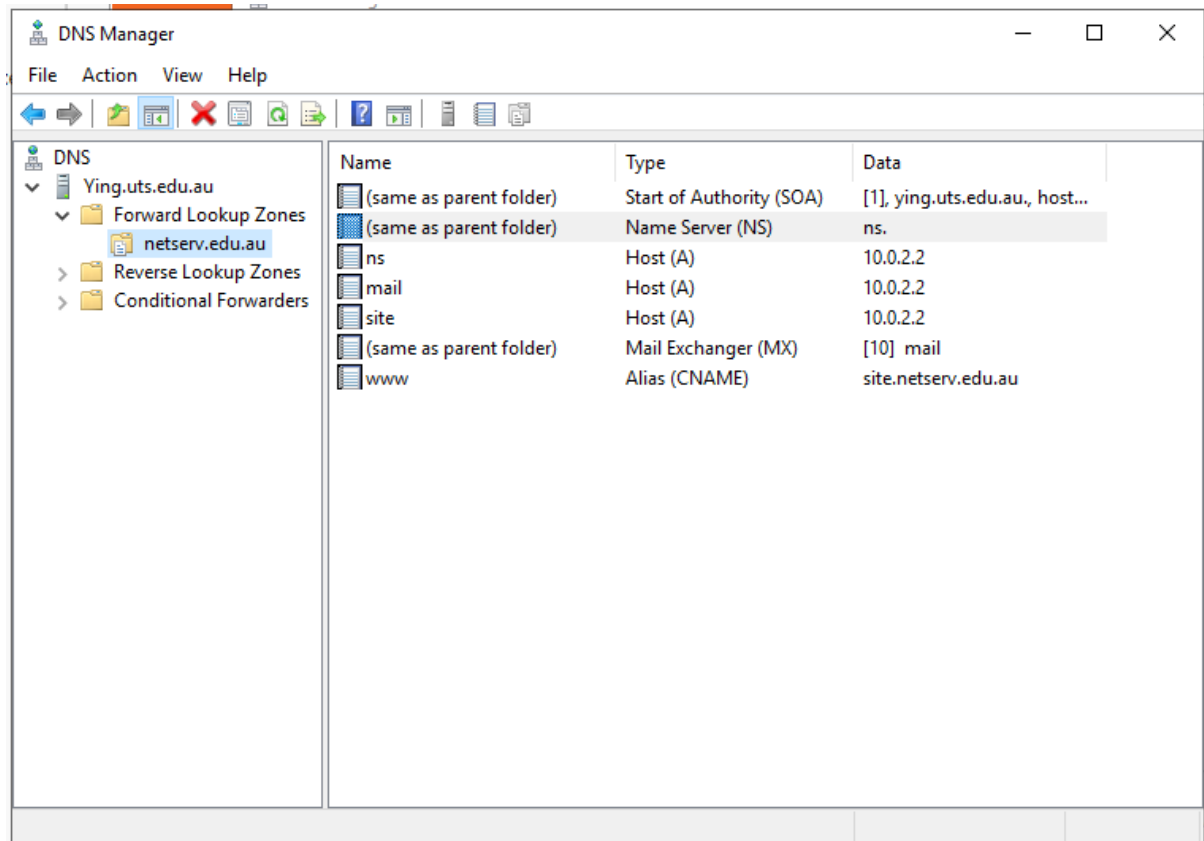 DNS Manager
File Action View Help
DNS
Ying.uts.edu.au
Forward Lookup Zones
netserv.edu.au
Reverse Lookup Zones
Conditional Forwarders
Name Type Data
(same as parent folder) Start of Authority (SOA) [1], ying.uts.edu.au., host...
(same as parent folder) Name Server (NS) ns.
ns Host (A) 10.0.2.2
mail Host (A) 10.0.2.2
site Host (A) 10.0.2.2
(same as parent folder) Mail Exchanger (MX) [10] mail
www Alias (CNAME) site.netserv.edu.au